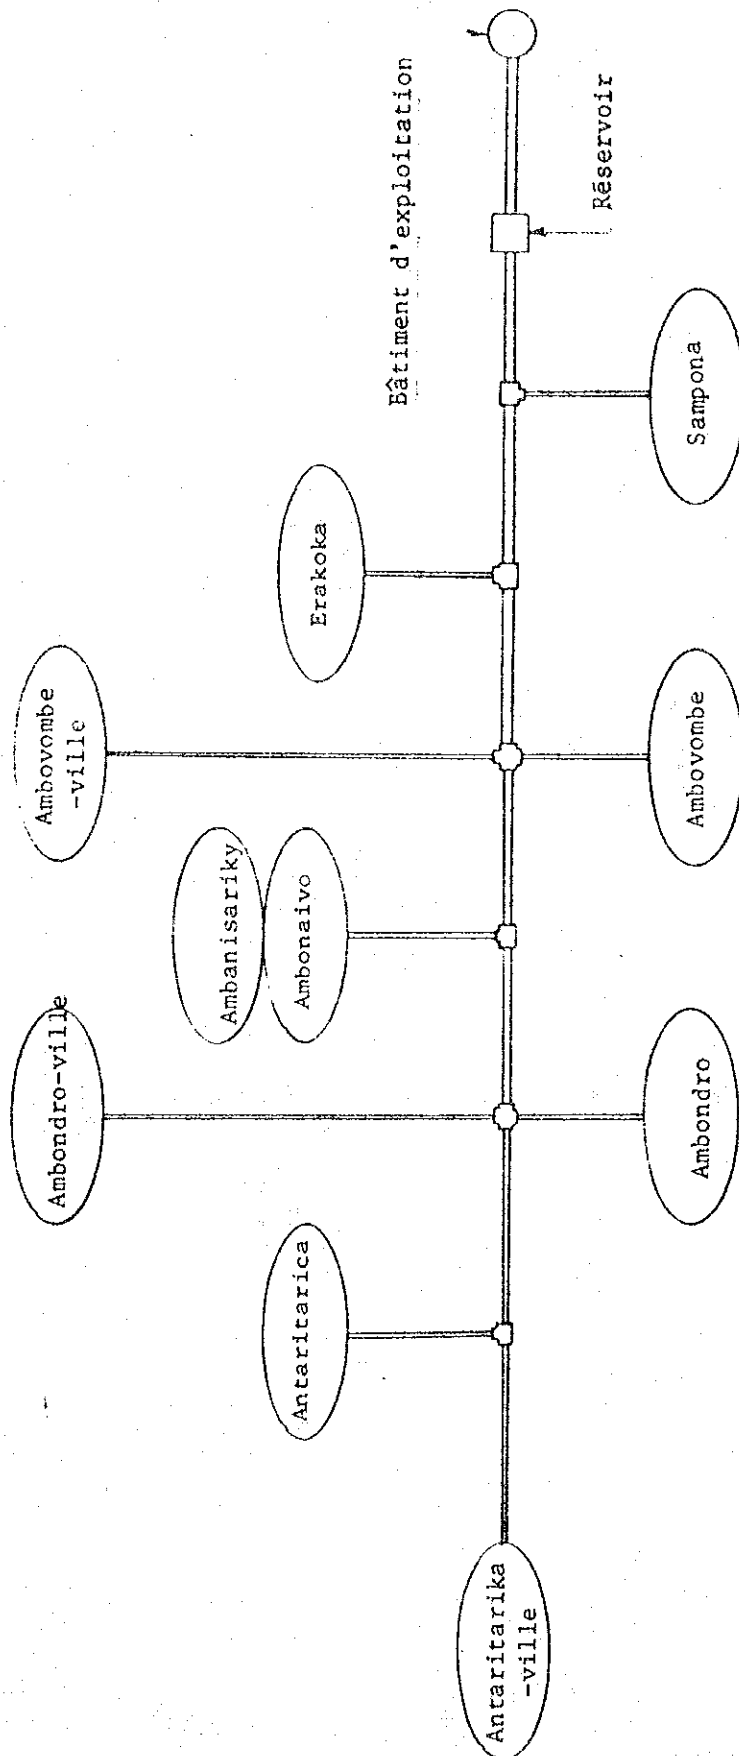 Ambondro-ville
Ambovombe
-ville
Ambanisariky
Ambonaivo
Antaritarica
Erakoka
Bâtiment d'exploitation
Antaritarika
-ville
Réservoir
Ambondro
Ambovombe
Sampona